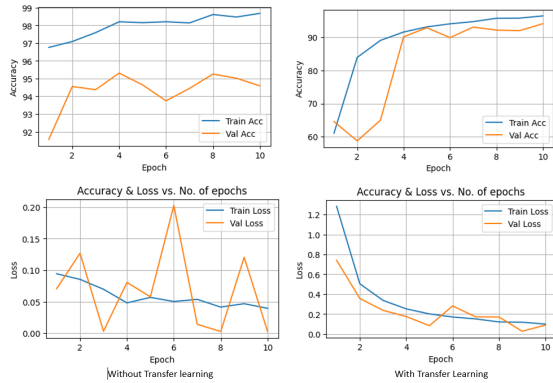 99
98
97
96
95
94
93
92
Accuracy
Train Acc
Val Acc
2 4 6 8 10
Epoch
90
80
70
60
Accuracy
Train Acc
Val Acc
2 4 6 8 10
Epoch
Accuracy & Loss vs. No. of epochs
0.20
0.15
0.10
0.05
0.00
Loss
Train Loss
Val Loss
2 4 6 8 10
Epoch
Without Transfer learning
Accuracy & Loss vs. No. of epochs
1.2
1.0
0.8
0.6
0.4
0.2
0.0
Loss
Train Loss
Val Loss
2 4 6 8 10
Epoch
With Transfer Learning